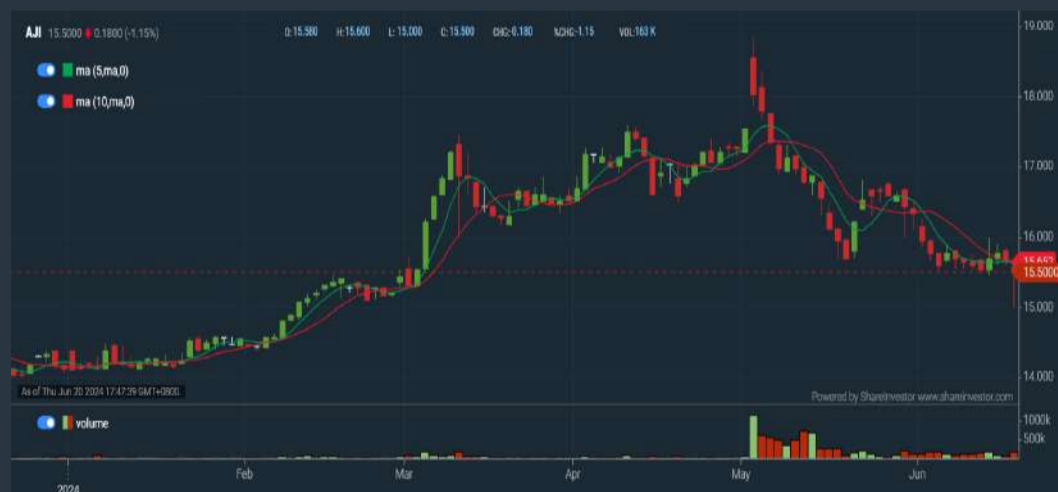 AJI 15.5000 0.1800 (-1.15%)
O:15.580 H:15.600 L: 15.000 C: 15.500 CHG:-0.180 %CHG:-1.15 VOL:163 K
ma (5,ma,0)
ma (10,ma,0)
19.000
18.000
17.000
16.000
15.5000
15.000
14.000
As of Thu Jun 20 2024 17:47:39 GMT+0800.
Powered by ShareInvestor www.shareinvestor.com
volume
1000k
500k
Feb Mar Apr May Jun
2024